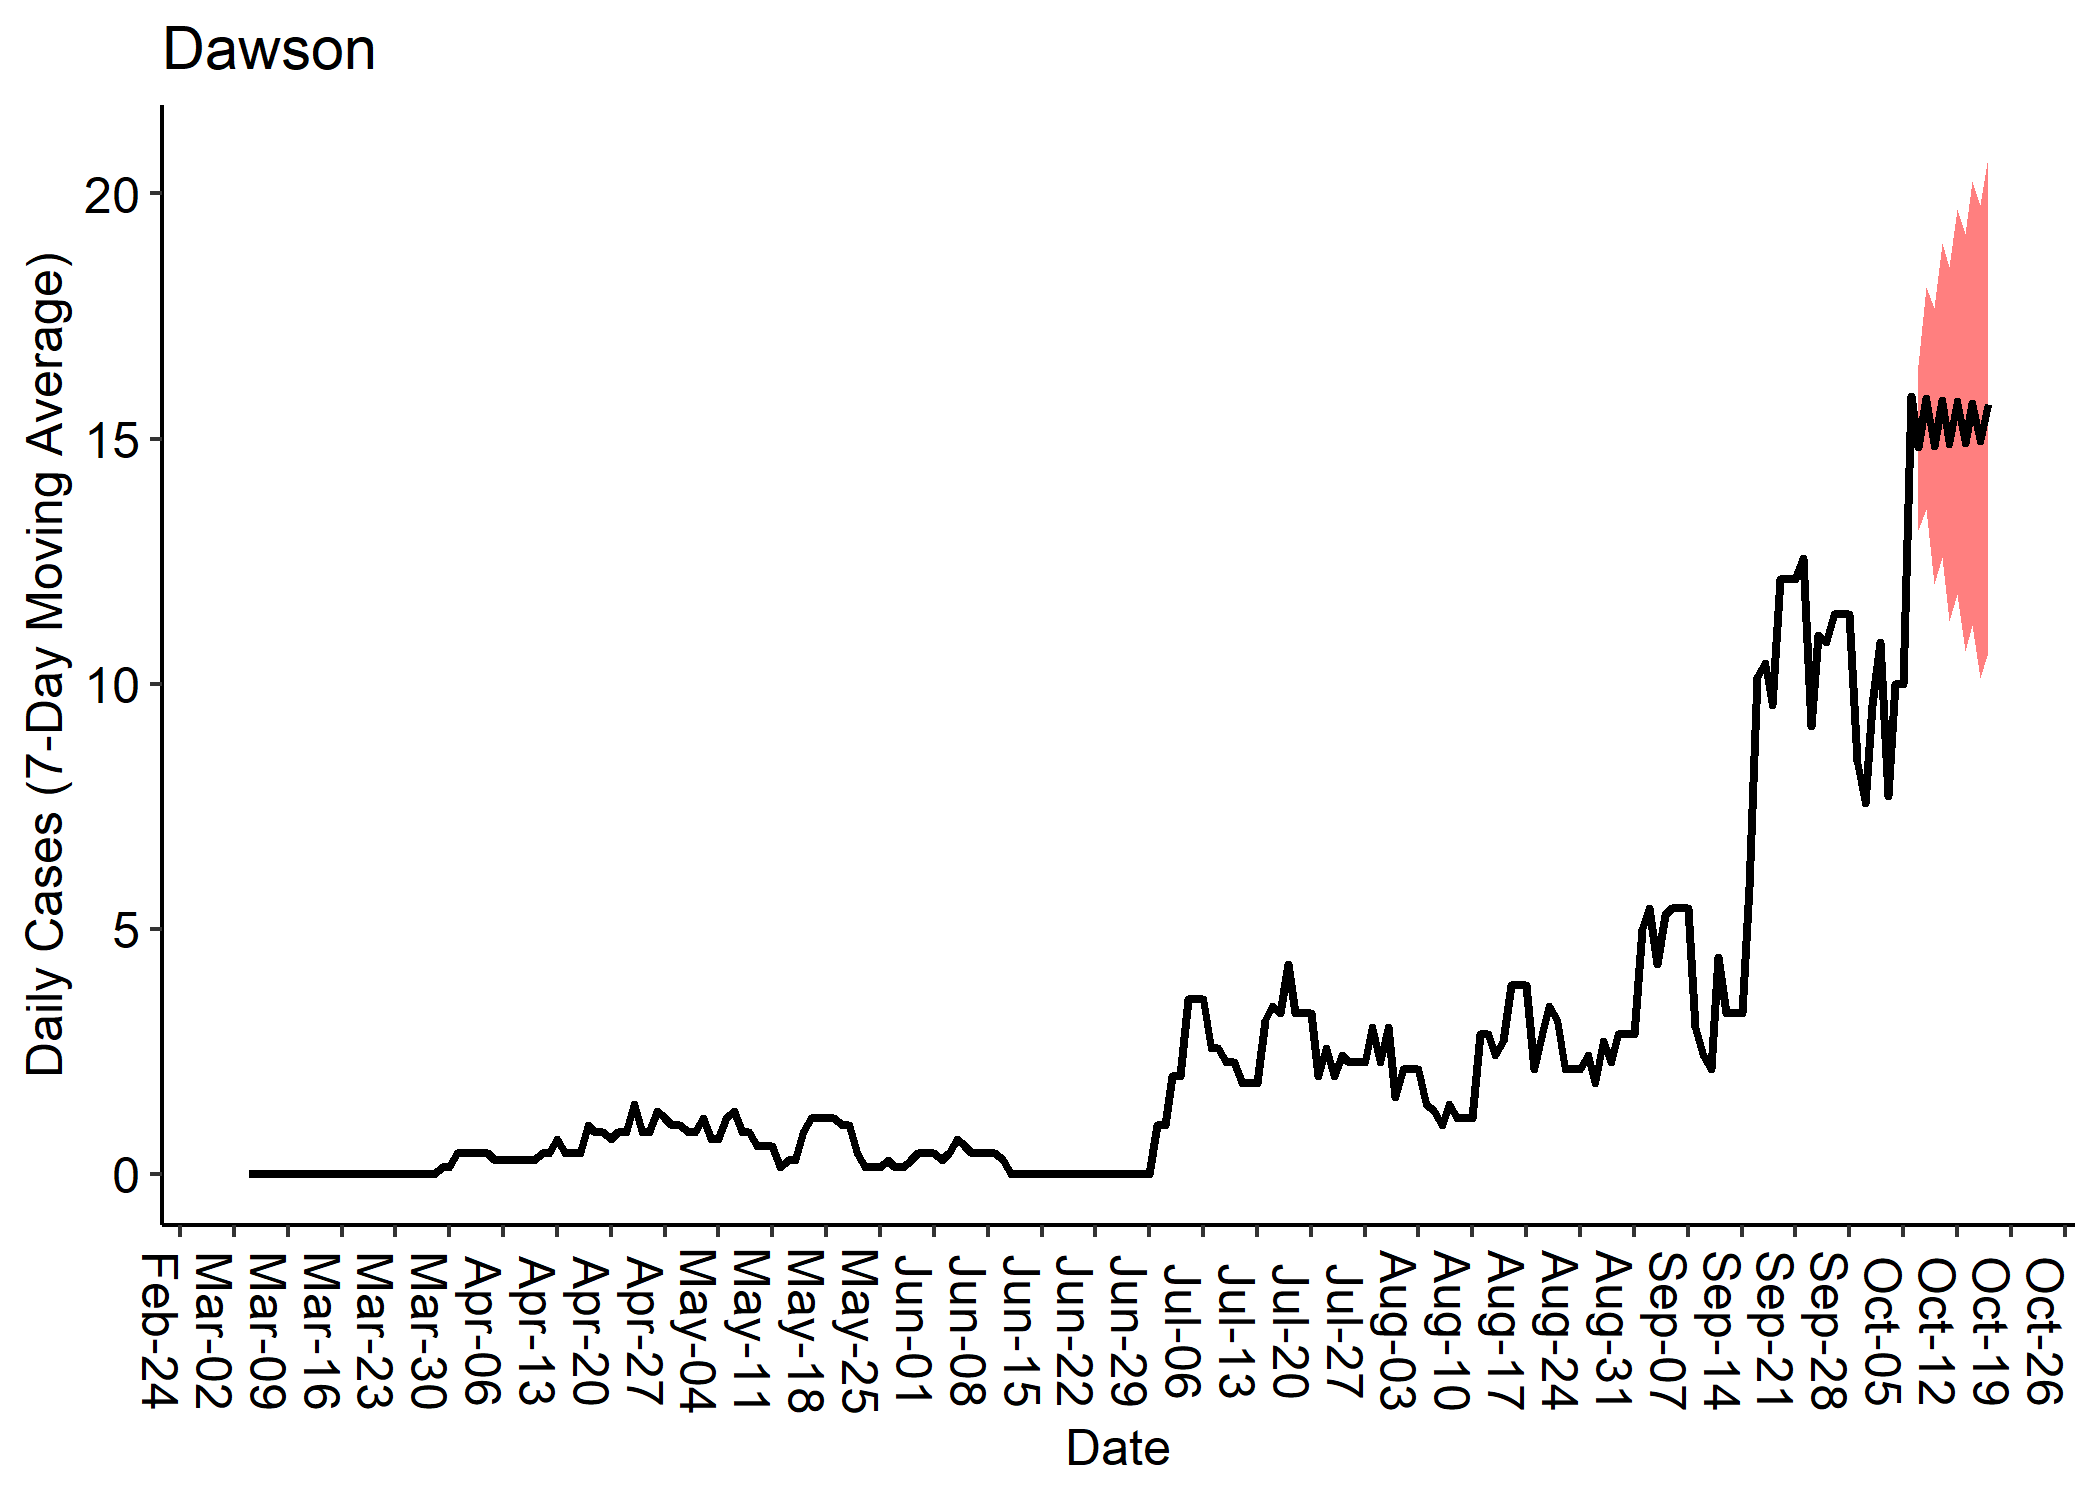 Dawson
Daily Cases (7-Day Moving Average)
20
15
10
5
0
Feb-24
Mar-02
Mar-09
Mar-16
Mar-23
Mar-30
Apr-06
Apr-13
Apr-20
Apr-27
May-04
May-11
May-18
May-25
Jun-01
Jun-08
Jun-15
Jun-22
Jun-29
Jul-06
Jul-13
Jul-20
Jul-27
Aug-03
Aug-10
Aug-17
Aug-24
Aug-31
Sep-07
Sep-14
Sep-21
Sep-28
Oct-05
Oct-12
Oct-19
Oct-26
Date